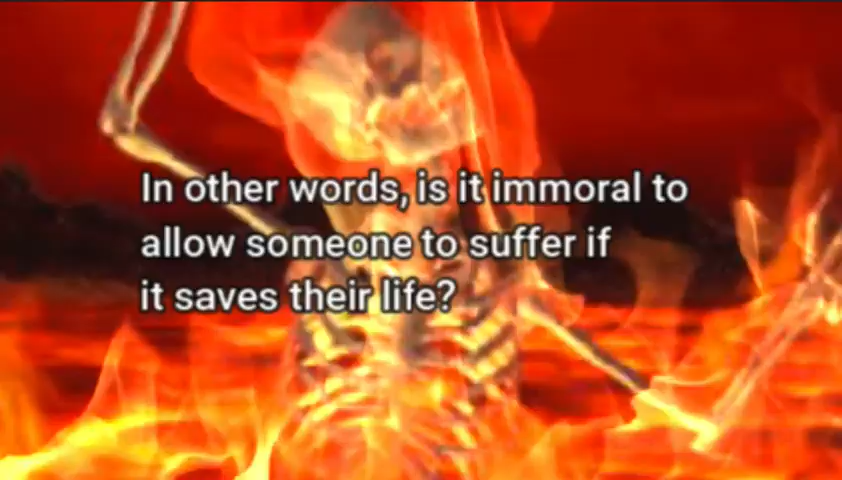 In other words, is it immoral to
allow someone to suffer if
it saves their life?